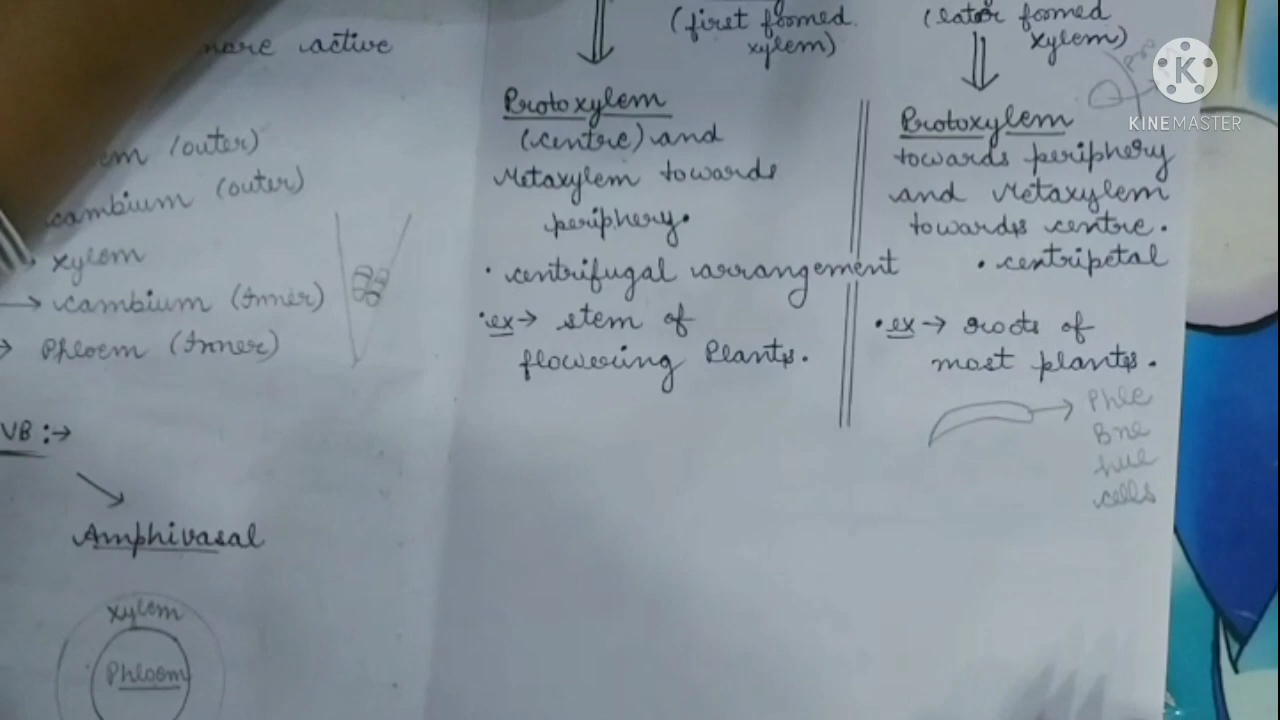 more active
(outer)
cambium (outer)
xylem
→ cambium (Inner)
→ Phloem (Inner)
VB :→
Amphivasal
xylem
Phloem
(first formed
xylem)
Protoxylem
(centre) and
Metaxylem towards
periphery.
• centrifugal arrangement
• ex → stem of
flowering Plants.
(later formed
xylem)
Protoxylem
towards periphery
and Metaxylem
towards centre.
• centripetal
• ex → roots of
most plants.
cells
K
KINEMASTER